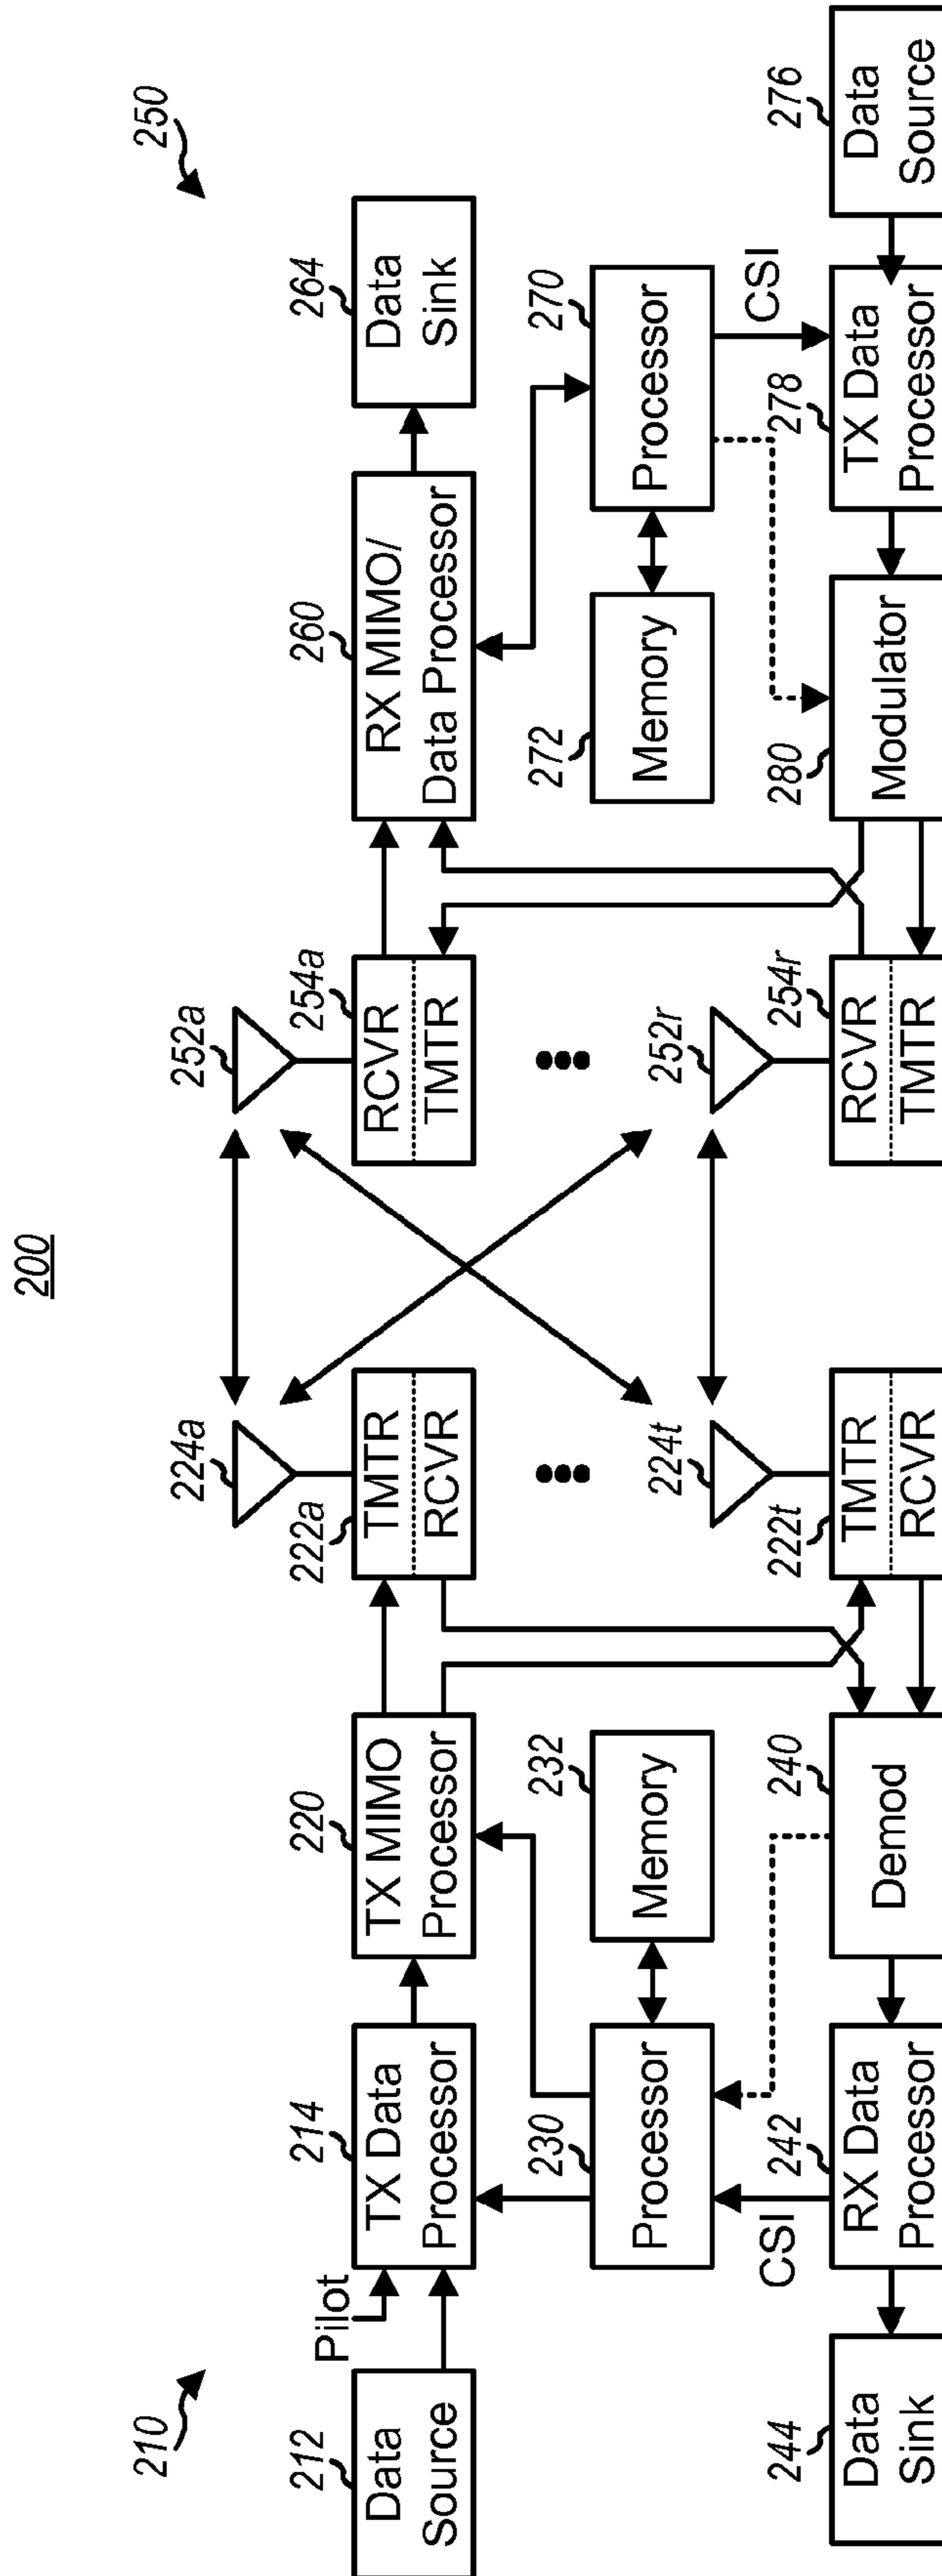 200
210
250
212
Data
Source
Pilot
214
TX Data
Processor
220
TX MIMO
Processor
222a
TMTR
RCVR
224a
252a
254a
RCVR
TMTR
260
RX MIMO/
Data Processor
264
Data
Sink
230
Processor
232
Memory
272
Memory
270
Processor
CSI
CSI
244
Data
Sink
242
RX Data
Processor
240
Demod
222t
TMTR
RCVR
224t
252r
254r
RCVR
TMTR
280
Modulator
278
TX Data
Processor
276
Data
Source